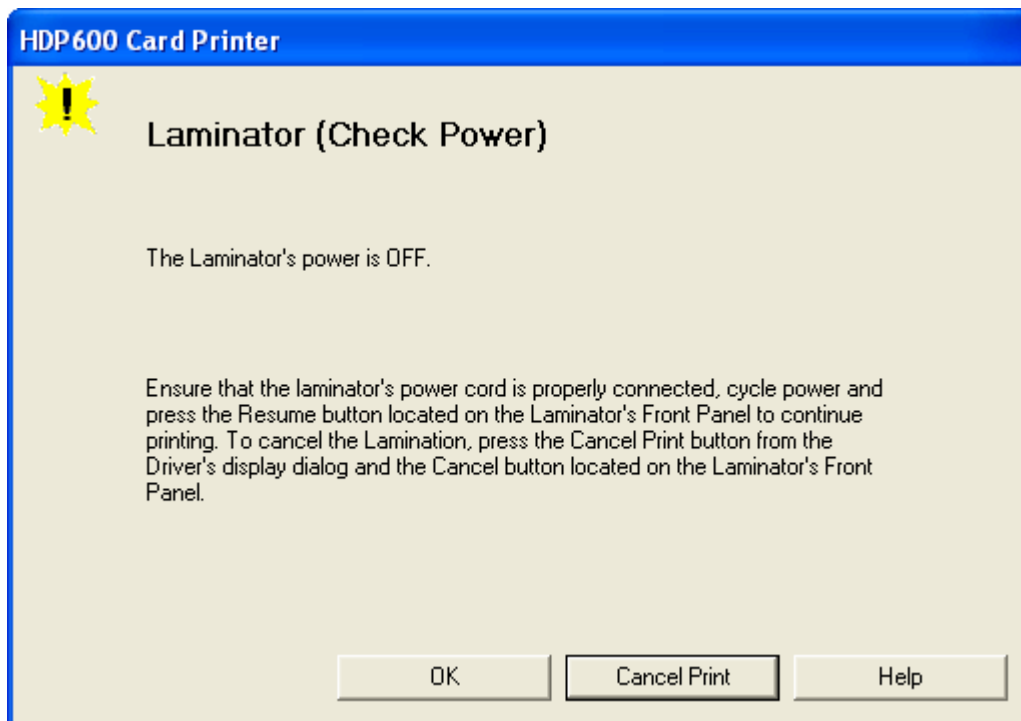 HDP600 Card Printer
Laminator (Check Power)
The Laminator's power is OFF.
Ensure that the laminator's power cord is properly connected, cycle power and
press the Resume button located on the Laminator's Front Panel to continue
printing. To cancel the Lamination, press the Cancel Print button from the
Driver's display dialog and the Cancel button located on the Laminator's Front
Panel.
OK
Cancel Print
Help